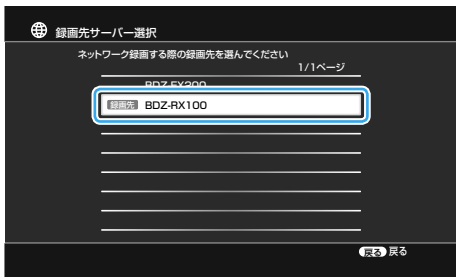 録画先サーバー選択
ネットワーク録画する際の録画先を選んでください
1/1ページ
BDZ-EX200
録画先 BDZ-RX100
戻る 戻る